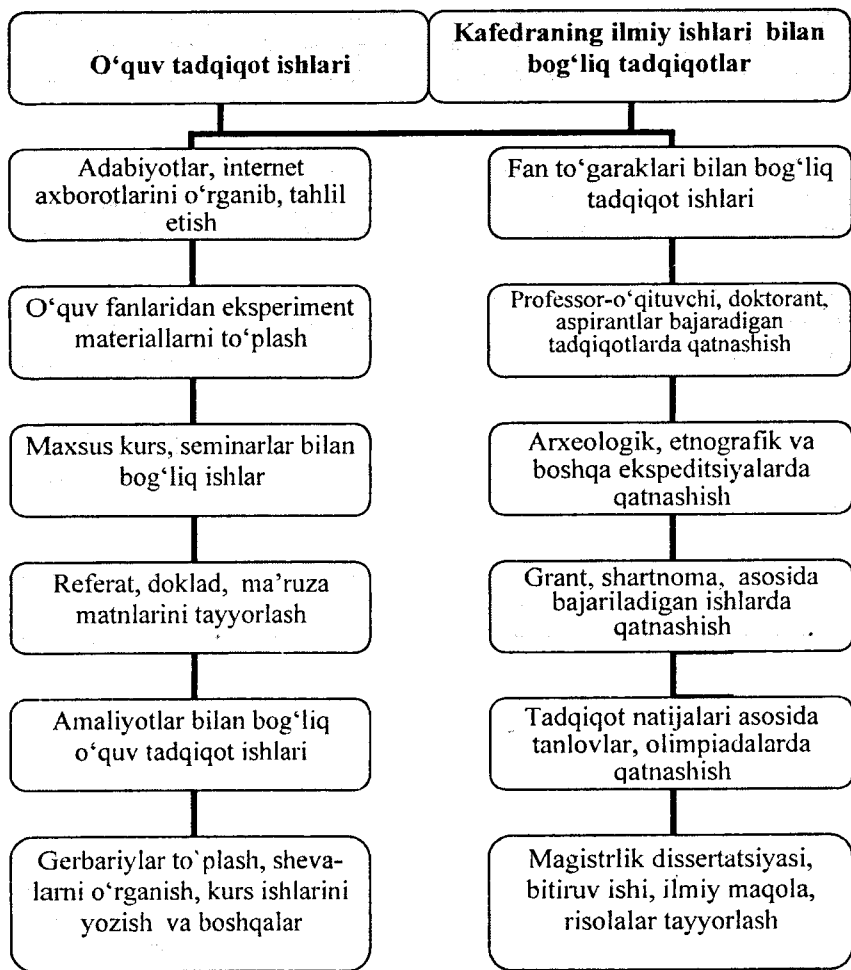 O‘quv tadqiqot ishlari
Kafedraning ilmiy ishlari bilan
bog‘liq tadqiqotlar
Adabiyotlar, internet
axborotlarini o‘rganib, tahlil
etish
O‘quv fanlaridan eksperiment
materiallarni to‘plash
Maxsus kurs, seminarlar bilan
bog‘liq ishlar
Referat, doklad, ma’ruza
matnlarini tayyorlash
Amaliyotlar bilan bog‘liq
o‘quv tadqiqot ishlari
Gerbariylar to`plash, sheva-
larni o‘rganish, kurs ishlarini
yozish va boshqalar
Fan to‘garaklari bilan bog‘liq
tadqiqot ishlari
Professor-o‘qituvchi, doktorant,
aspirantlar bajaradigan
tadqiqotlarda qatnashish
Arxeologik, etnografik va
boshqa ekspeditsiyalarda
qatnashish
Grant, shartnoma, asosida
bajariladigan ishlarda
qatnashish
Tadqiqot natijalari asosida
tanlovlar, olimpiadalarda
qatnashish
Magistrlik dissertatsiyasi,
bitiruv ishi, ilmiy maqola,
risolalar tayyorlash